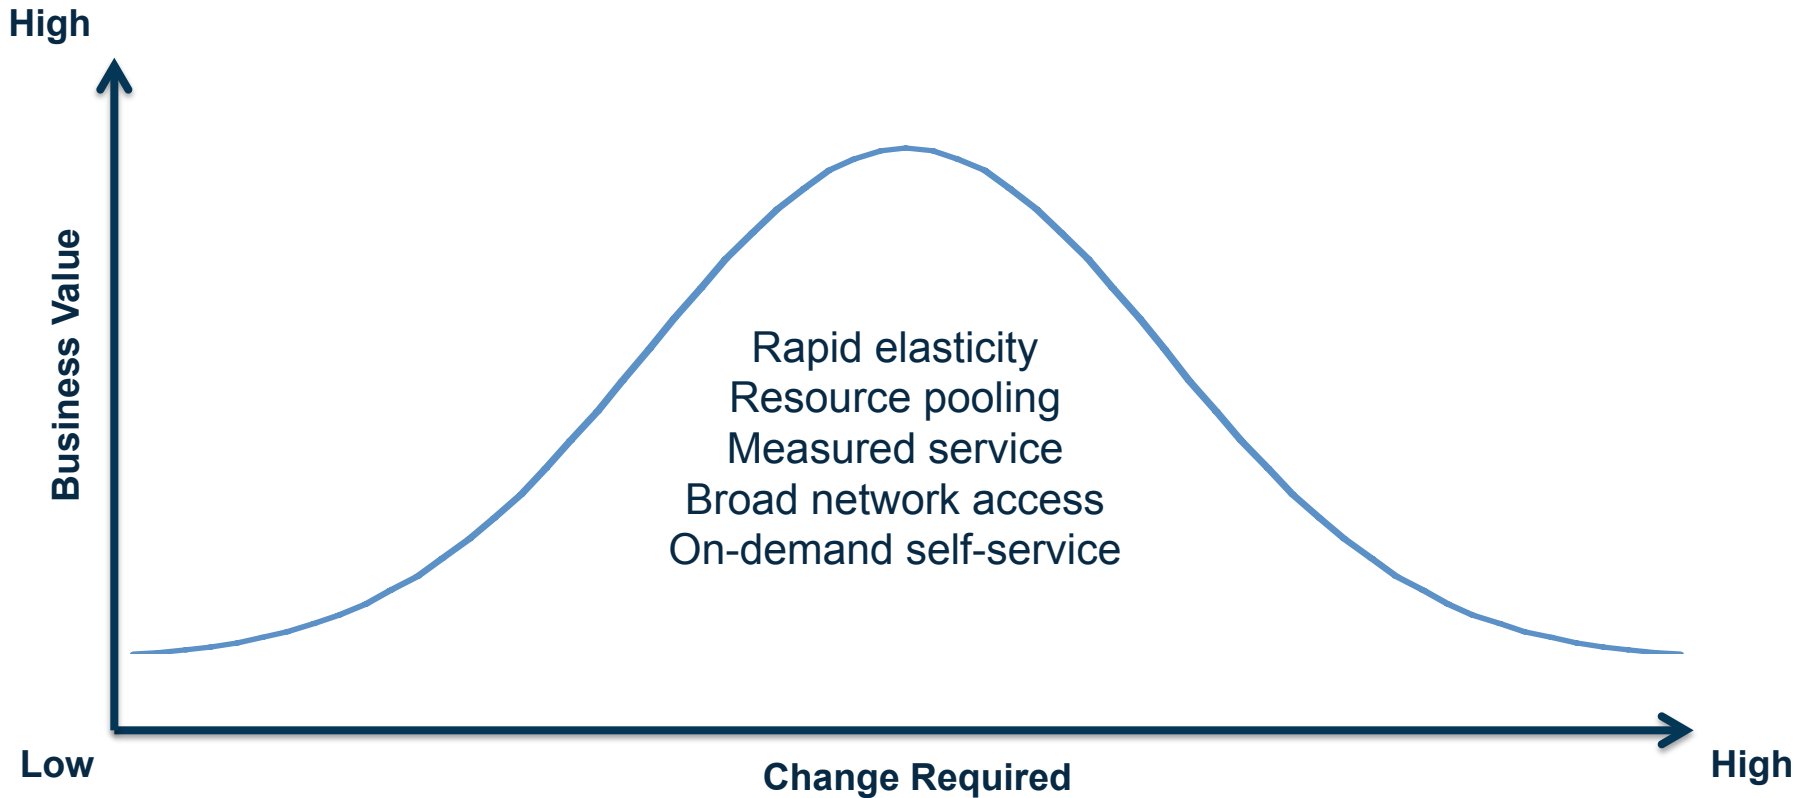 High
Business Value
Rapid elasticity
Resource pooling
Measured service
Broad network access
On-demand self-service
Low
Change Required
High